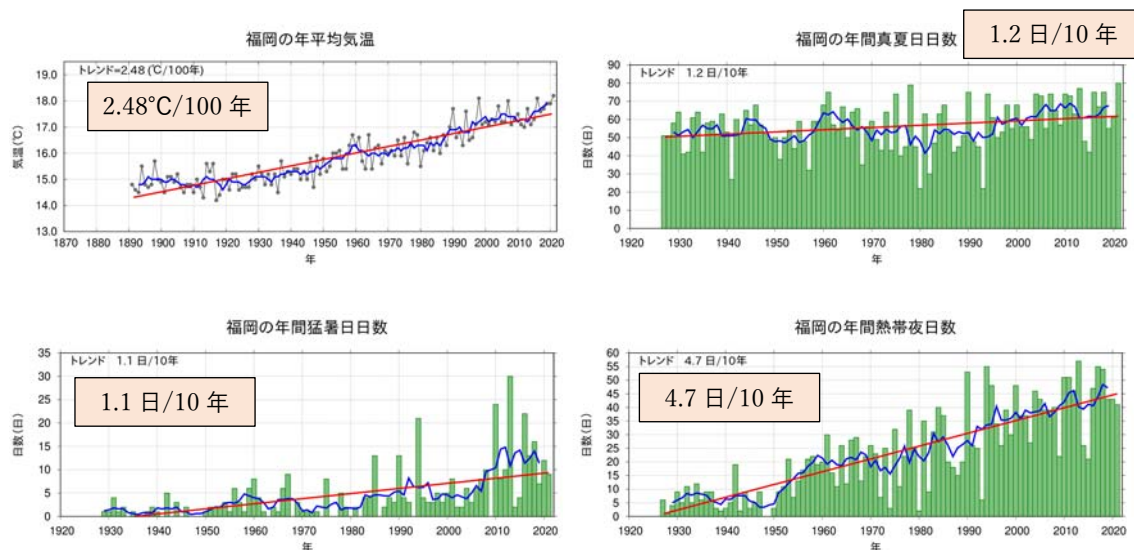 福岡の年平均気温
トレンド=2.48 (℃/100年)
2.48℃/100 年
気温(℃)
19.0
18.0
17.0
16.0
15.0
14.0
13.0
1870 1880 1890 1900 1910 1920 1930 1940 1950 1960 1970 1980 1990 2000 2010 2020
年
福岡の年間真夏日日数
1.2 日/10 年
トレンド 1.2 日/10年
日数(日)
90
80
70
60
50
40
30
20
10
0
1920 1930 1940 1950 1960 1970 1980 1990 2000 2010 2020
年
福岡の年間猛暑日日数
トレンド 1.1 日/10年
1.1 日/10 年
日数(日)
35
30
25
20
15
10
5
0
1920 1930 1940 1950 1960 1970 1980 1990 2000 2010 2020
年
福岡の年間熱帯夜日数
トレンド 4.7 日/10年
4.7 日/10 年
日数(日)
60
55
50
45
40
35
30
25
20
15
10
5
0
1920 1930 1940 1950 1960 1970 1980 1990 2000 2010 2020
年